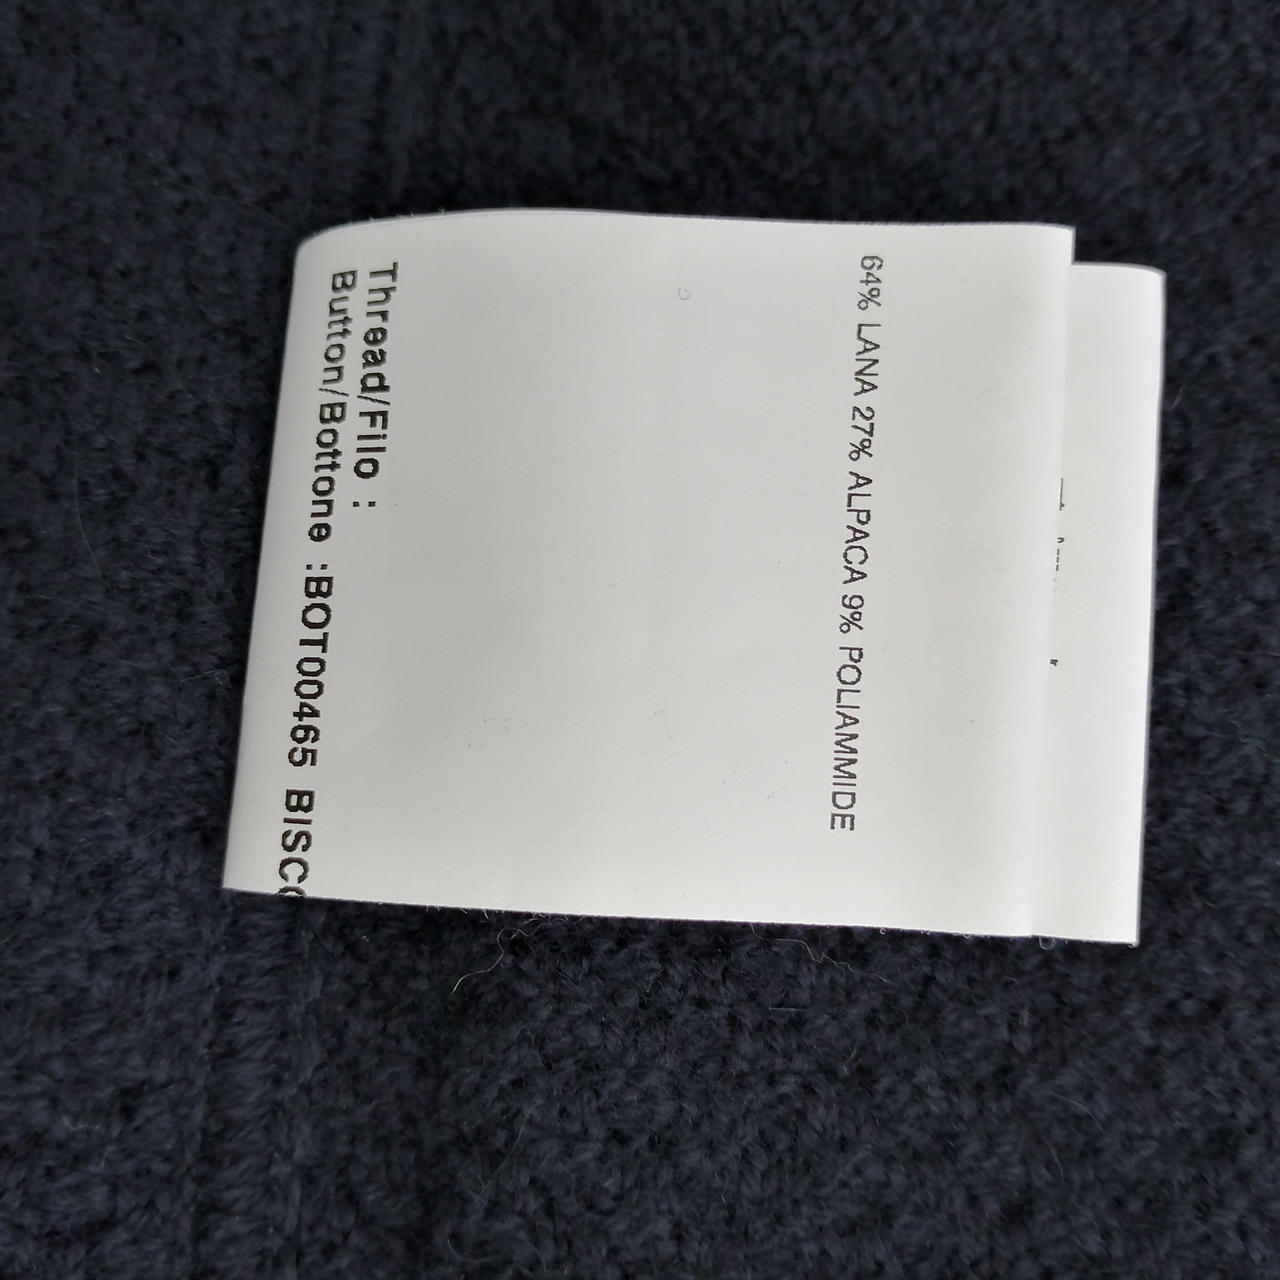 64% LANA 27% ALPACA 9% POLIAMMIDE
Thread/Filo :
Button/Bottone :BOT00465